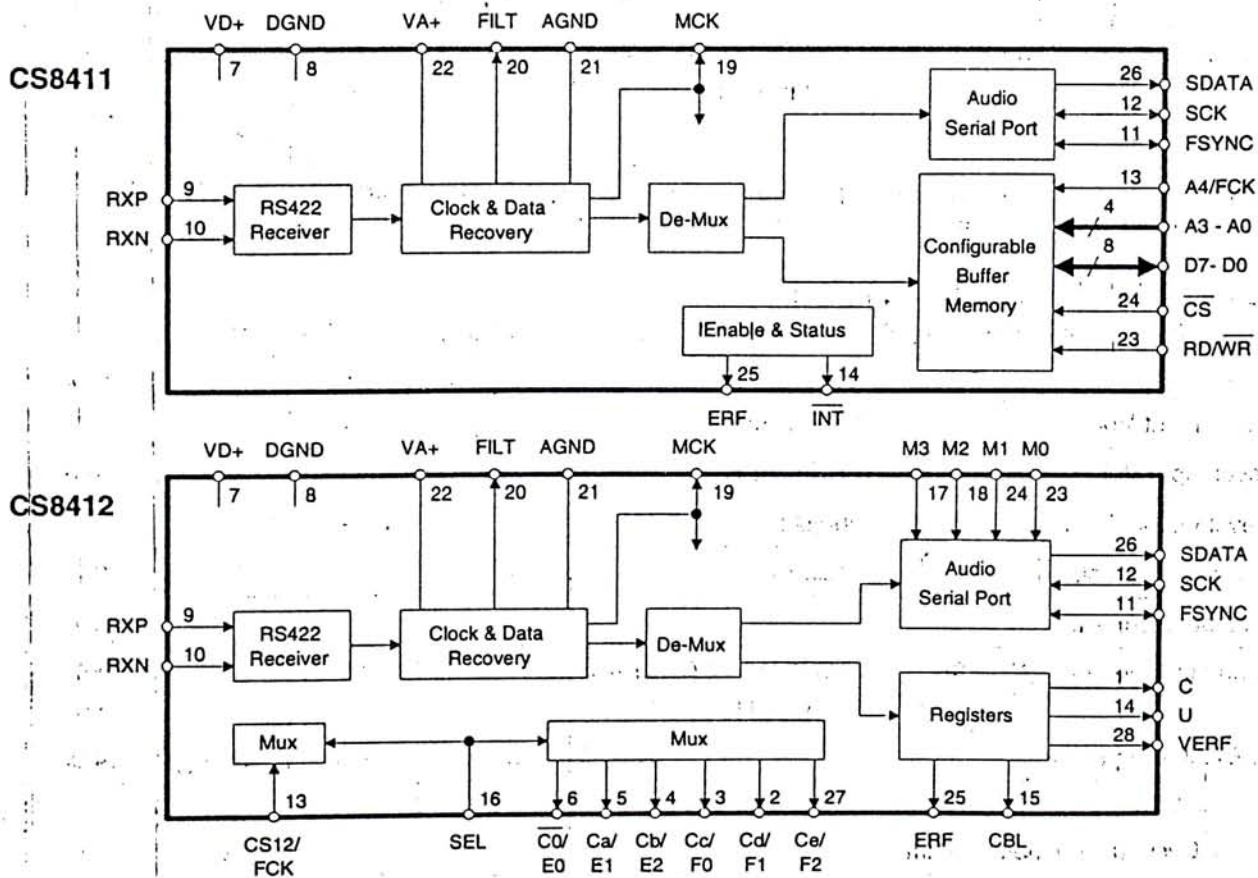 VD+ DGND VA+ FILT AGND MCK
7 8 22 20 21 19
CS8411
Audio
Serial Port
26 SDATA
12 SCK
11 FSYNC
RXP 9
RXN 10
RS422
Receiver
Clock & Data
Recovery
De-Mux
Configurable
Buffer
Memory
13 A4/FCK
4 A3 - A0
8 D7- D0
24 CS
23 RD/WR
IEnable & Status
25 14
ERF INT
VD+ DGND VA+ FILT AGND MCK M3 M2 M1 M0
7 8 22 20 21 19 17 18 24 23
CS8412
Audio
Serial Port
26 SDATA
12 SCK
11 FSYNC
RXP 9
RXN 10
RS422
Receiver
Clock & Data
Recovery
De-Mux
Registers
1 C
14 U
28 VERF
Mux Mux
13 16 6 5 4 3 2 27 25 15
CS12/
FCK
SEL
C0/
E0
Ca/
E1
Cb/
E2
Cc/
F0
Cd/
F1
Ce/
F2
ERF CBL